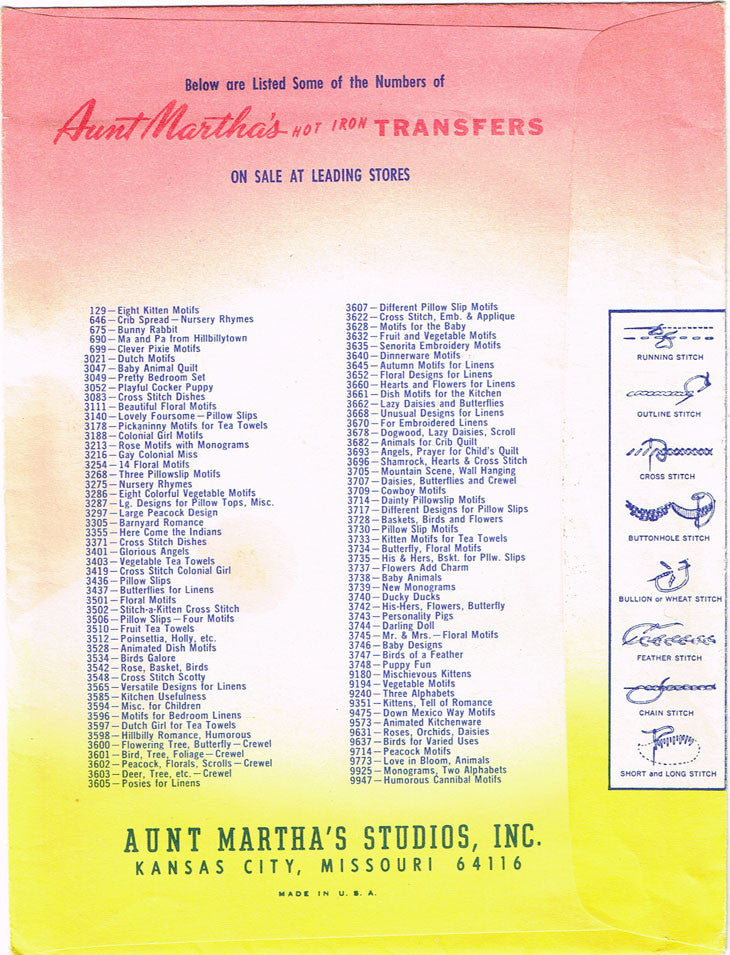 Below are Listed Some of the Numbers of
Aunt Martha's HOT IRON TRANSFERS
ON SALE AT LEADING STORES
129—Eight Kitten Motifs
646—Crib Spread—Nursery Rhymes
675—Bunny Rabbit
690—Ma and Pa from Hillbillytown
699—Clever Pixie Motifs
3021—Dutch Motifs
3047—Baby Animal Quilt
3049—Pretty Bedroom Set
3052—Playful Cocker Puppy
3083—Cross Stitch Dishes
3111—Beautiful Floral Motifs
3140—Lovely Foursome—Pillow Slips
3178—Pickaninny Motifs for Tea Towels
3188—Colonial Girl Motifs
3213—Rose Motifs with Monograms
3216—Gay Colonial Miss
3254—14 Floral Motifs
3268—Three Pillowslip Motifs
3275—Nursery Rhymes
3286—Eight Colorful Vegetable Motifs
3287—Lg. Designs for Pillow Tops, Misc.
3297—Large Peacock Design
3305—Barnyard Romance
3355—Here Come the Indians
3371—Cross Stitch Dishes
3401—Glorious Angels
3403—Vegetable Tea Towels
3419—Cross Stitch Colonial Girl
3436—Pillow Slips
3437—Butterflies for Linens
3501—Floral Motifs
3502—Stitch-a-Kitten Cross Stitch
3506—Pillow Slips—Four Motifs
3510—Fruit Tea Towels
3512—Poinsettia, Holly, etc.
3528—Animated Dish Motifs
3534—Birds Galore
3542—Rose, Basket, Birds
3548—Cross Stitch Scotty
3565—Versatile Designs for Linens
3585—Kitchen Usefulness
3594—Misc. for Children
3596—Motifs for Bedroom Linens
3597—Dutch Girl for Tea Towels
3598—Hillbilly Romance, Humorous
3600—Flowering Tree, Butterfly—Crewel
3601—Bird, Tree, Foliage—Crewel
3602—Peacock, Florals, Scrolls—Crewel
3603—Deer, Tree, etc.—Crewel
3605—Posies for Linens
3607—Different Pillow Slip Motifs
3622—Cross Stitch, Emb. & Applique
3628—Motifs for the Baby
3632—Fruit and Vegetable Motifs
3635—Senorita Embroidery Motifs
3640—Dinnerware Motifs
3645—Autumn Motifs for Linens
3652—Floral Designs for Linens
3660—Hearts and Flowers for Linens
3661—Dish Motifs for the Kitchen
3662—Lazy Daisies and Butterflies
3668—Unusual Designs for Linens
3670—For Embroidered Linens
3678—Dogwood, Lazy Daisies, Scroll
3682—Animals for Crib Quilt
3693—Angels, Prayer for Child's Quilt
3696—Shamrock, Hearts & Cross Stitch
3705—Mountain Scene, Wall Hanging
3707—Daisies, Butterflies and Crewel
3709—Cowboy Motifs
3714—Dainty Pillowslip Motifs
3717—Different Designs for Pillow Slips
3728—Baskets, Birds and Flowers
3730—Pillow Slip Motifs
3733—Kitten Motifs for Tea Towels
3734—Butterfly, Floral Motifs
3735—His & Hers, Bskt. for Pllw. Slips
3737—Flowers Add Charm
3738—Baby Animals
3739—New Monograms
3740—Ducky Ducks
3742—His-Hers, Flowers, Butterfly
3743—Personality Pigs
3744—Darling Doll
3745—Mr. & Mrs.—Floral Motifs
3746—Baby Designs
3747—Birds of a Feather
3748—Puppy Fun
9180—Mischievous Kittens
9194—Vegetable Motifs
9240—Three Alphabets
9351—Kittens, Tell of Romance
9475—Down Mexico Way Motifs
9573—Animated Kitchenware
9631—Roses, Orchids, Daisies
9637—Birds for Varied Uses
9714—Peacock Motifs
9773—Love in Bloom, Animals
9925—Monograms, Two Alphabets
9947—Humorous Cannibal Motifs
RUNNING STITCH
OUTLINE STITCH
CROSS STITCH
BUTTONHOLE STITCH
BULLION or WHEAT STITCH
FEATHER STITCH
CHAIN STITCH
SHORT and LONG STITCH
AUNT MARTHA'S STUDIOS, INC.
KANSAS CITY, MISSOURI 64116
MADE IN U. S. A.